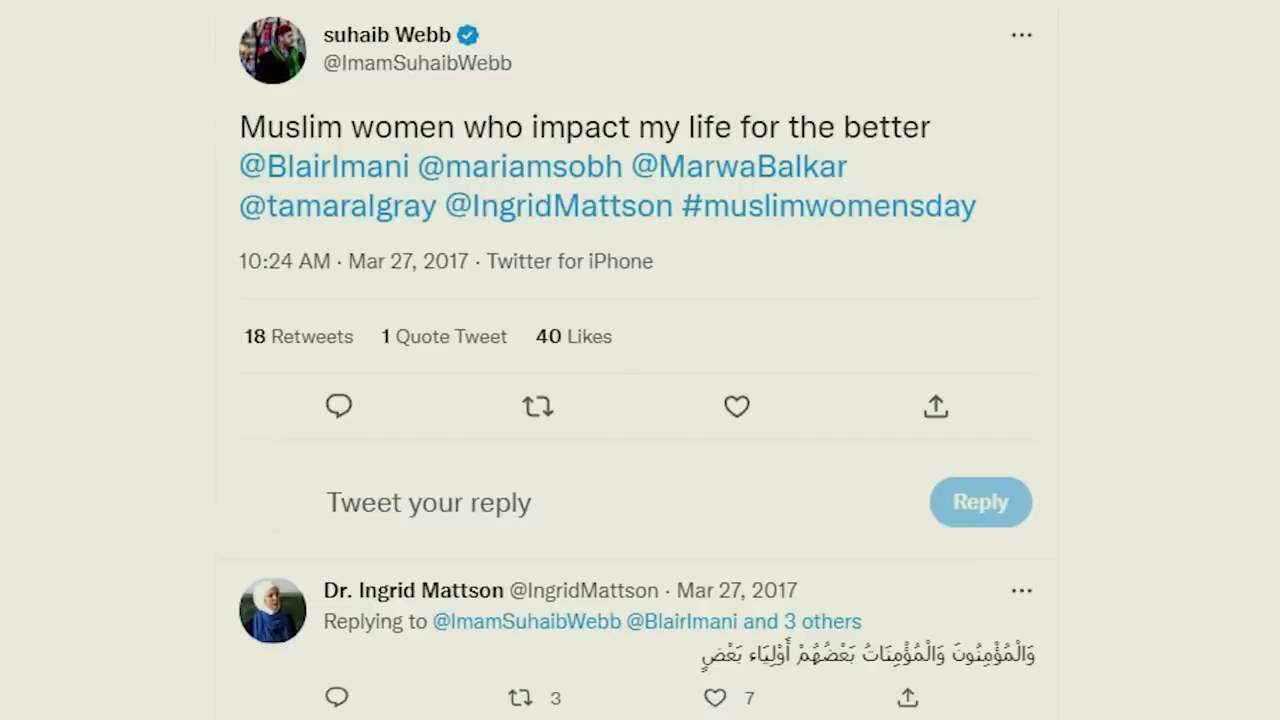 suhaib Webb
@ImamSuhaibWebb
Muslim women who impact my life for the better
@BlairImani @mariamsobh @MarwaBalkar
@tamaralgray @IngridMattson #muslimwomensday
10:24 AM · Mar 27, 2017 · Twitter for iPhone
18 Retweets 1 Quote Tweet 40 Likes
Tweet your reply
Reply
Dr. Ingrid Mattson @IngridMattson · Mar 27, 2017
Replying to @ImamSuhaibWebb @BlairImani and 3 others
وَالْمُؤْمِنُونَ وَالْمُؤْمِنَاتُ بَعْضُهُمْ أَوْلِيَاء بَعْضٍ
3 7